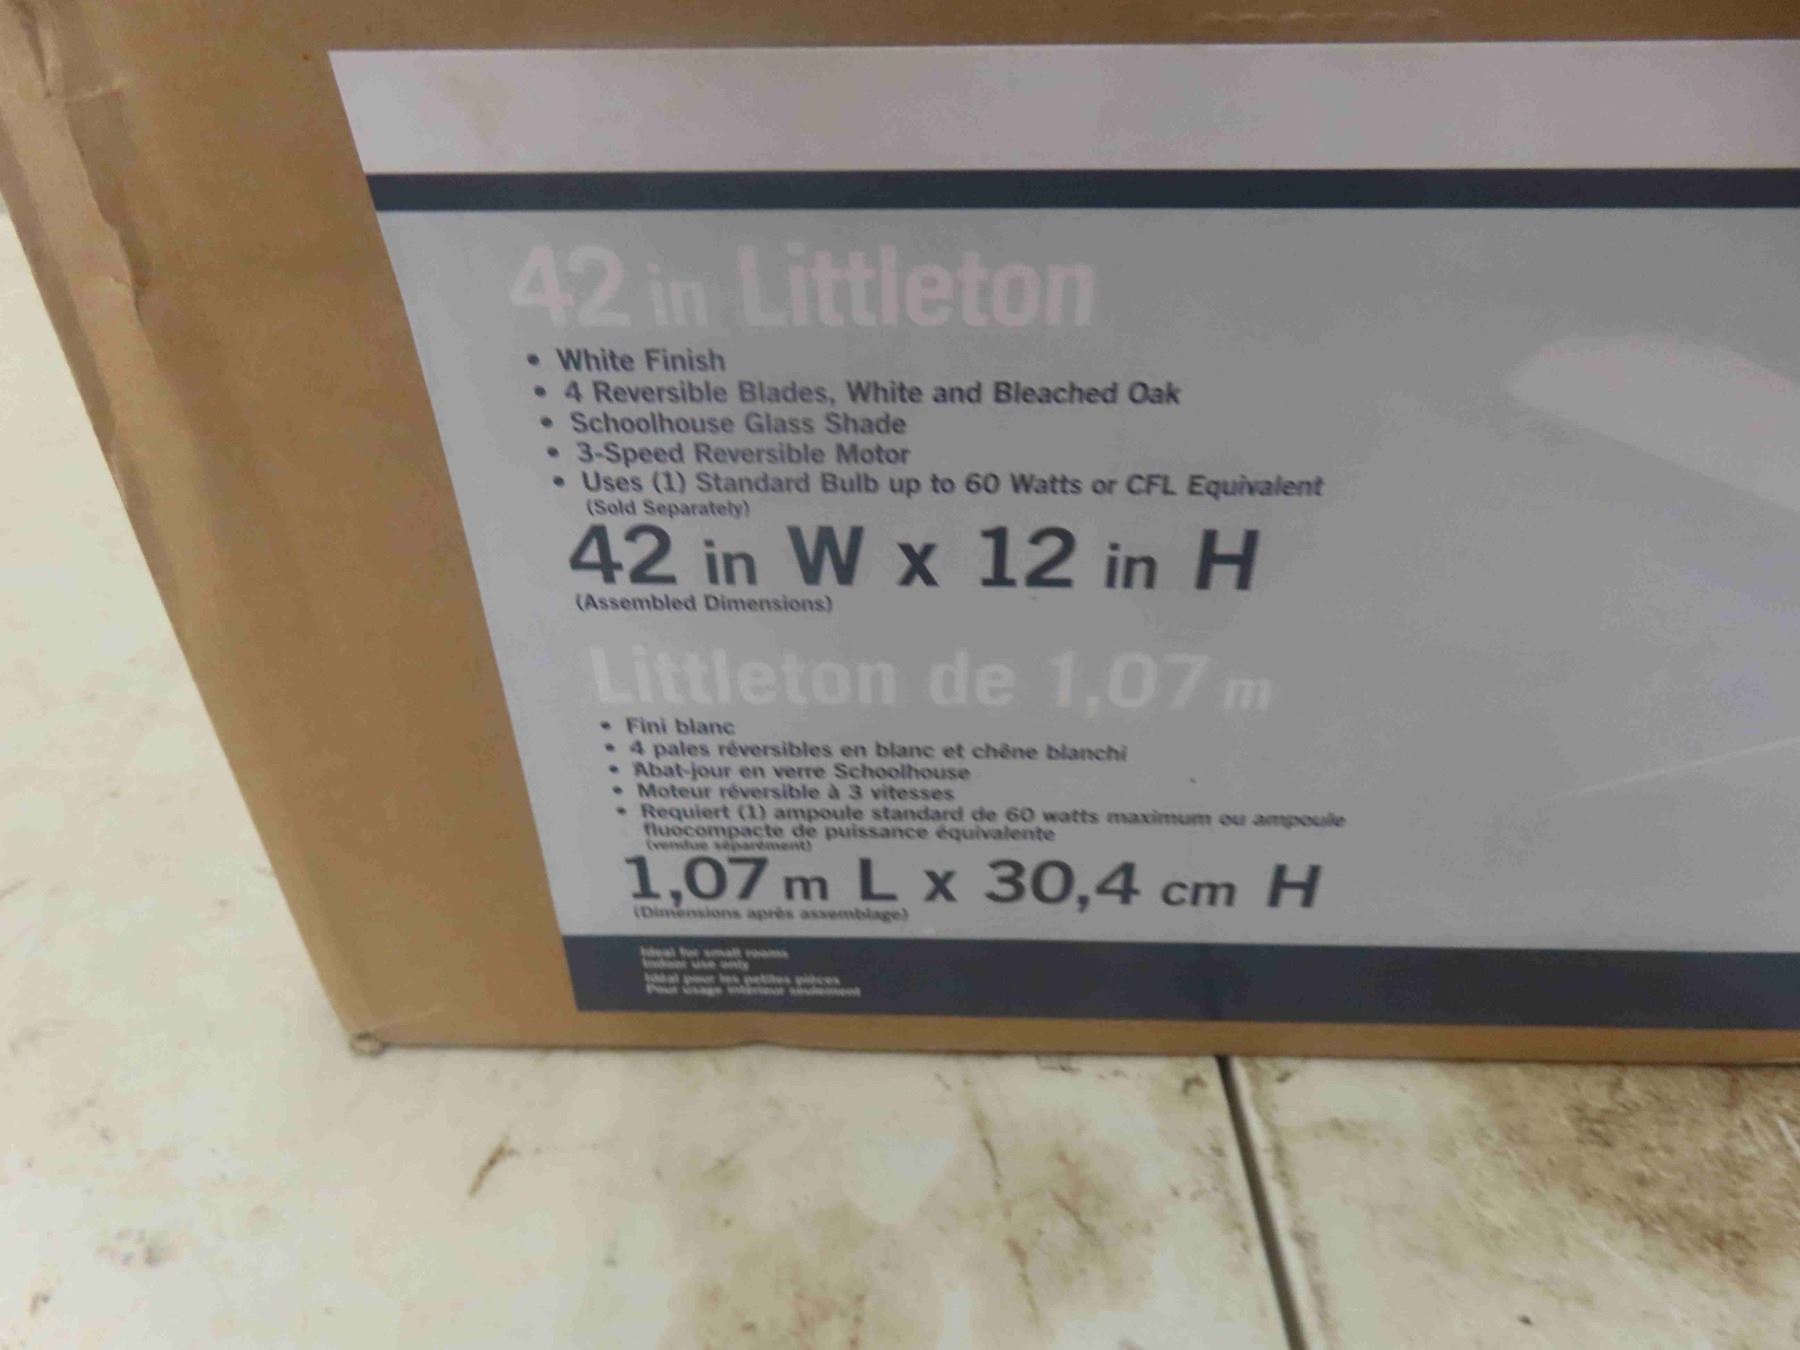 42 in Littleton
• White Finish
• 4 Reversible Blades, White and Bleached Oak
• Schoolhouse Glass Shade
• 3-Speed Reversible Motor
• Uses (1) Standard Bulb up to 60 Watts or CFL Equivalent
(Sold Separately)
42 in W x 12 in H
(Assembled Dimensions)
Littleton de 1,07 m
• Fini blanc
• 4 pales réversibles en blanc et chêne blanchi
• Abat-jour en verre Schoolhouse
• Moteur réversible à 3 vitesses
• Requiert (1) ampoule standard de 60 watts maximum ou ampoule
fluocompacte de puissance équivalente
(vendue séparément)
1,07 m L x 30,4 cm H
(Dimensions après assemblage)
Ideal for small rooms
Indoor use only
Idéal pour les petites pièces
Pour usage intérieur seulement